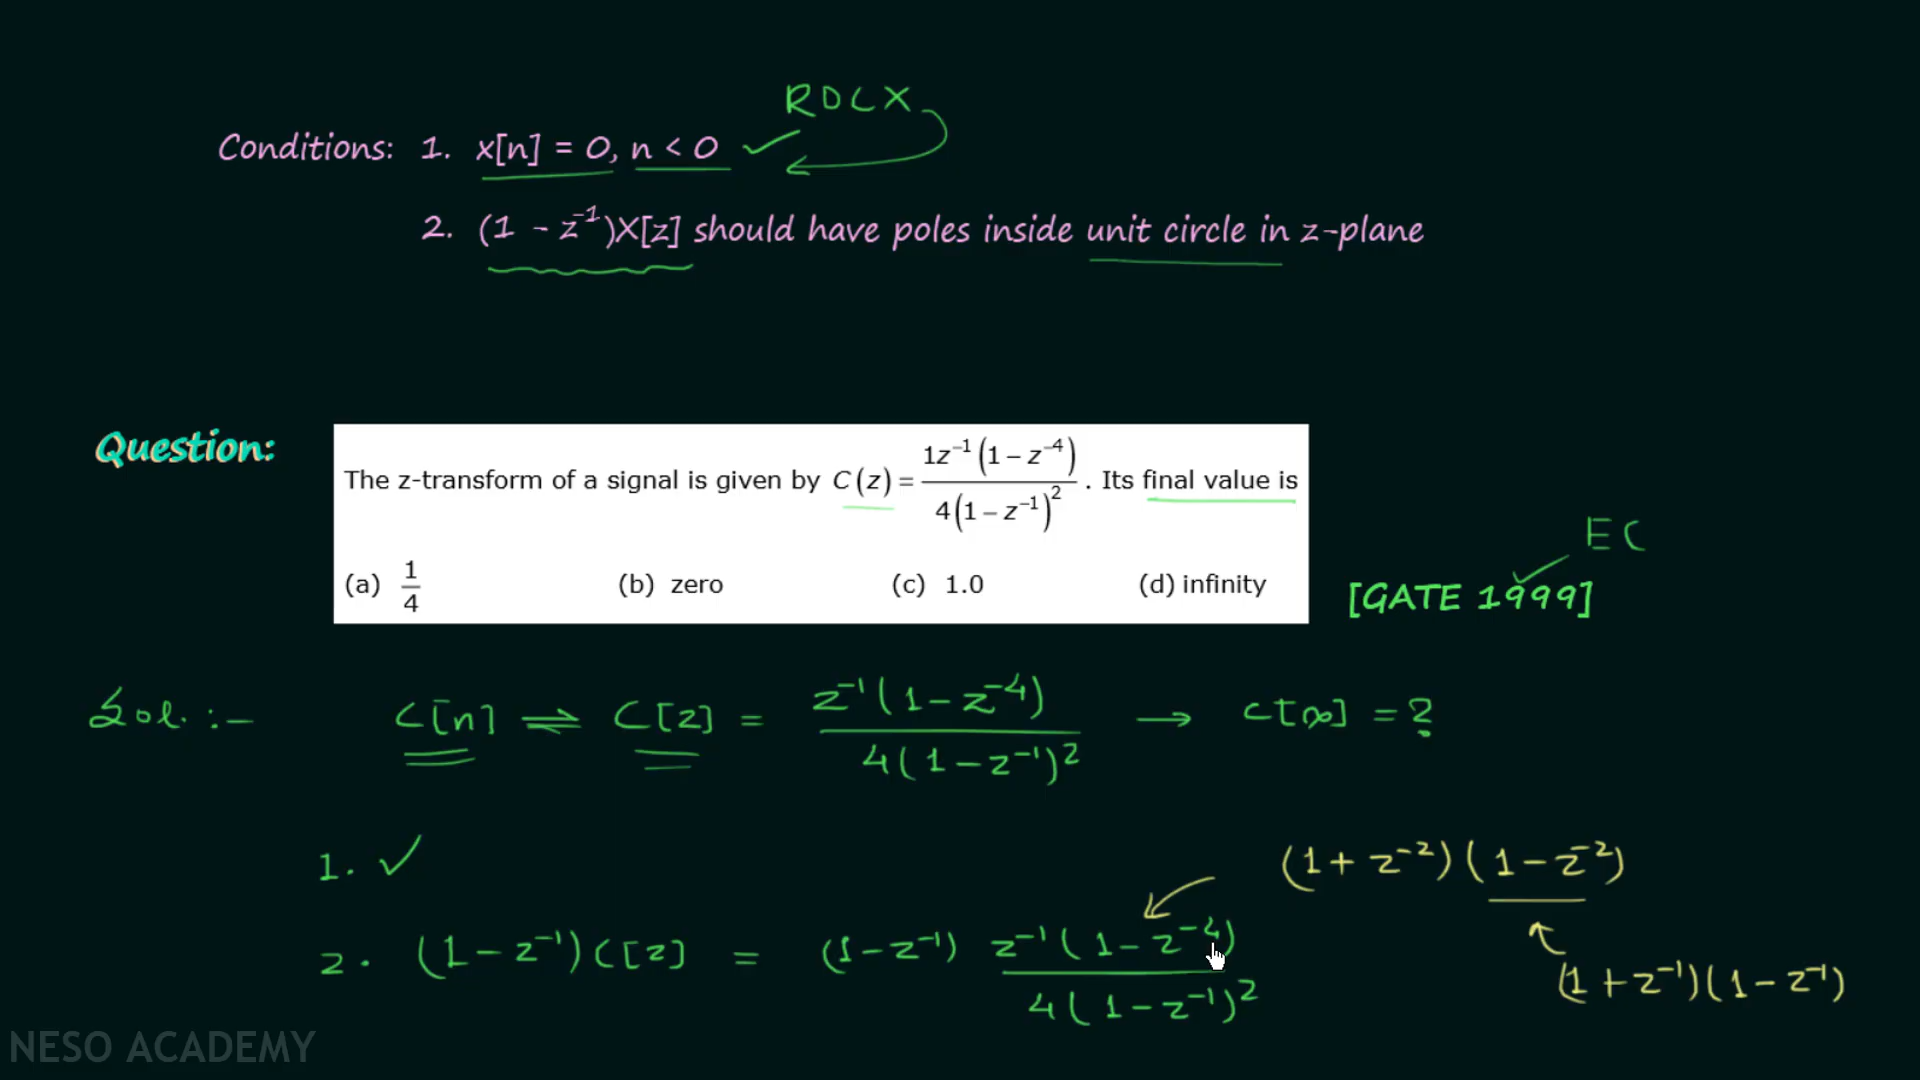 ROC X
Conditions: 1. x[n] = 0, n < 0 ✓
2. (1 - z⁻¹)X[z] should have poles inside unit circle in z-plane
Question:
The z-transform of a signal is given by C(z) = 1z⁻¹(1 – z⁻⁴) / 4(1 – z⁻¹)². Its final value is
(a) 1/4 (b) zero (c) 1.0 (d) infinity
EC
[GATE 1999]
Sol. :- C[n] ⇌ C[z] = z⁻¹(1 - z⁻⁴) / 4(1 - z⁻¹)² → C[∞] = ?
1. ✓
(1 + z⁻²)(1 - z⁻²)
2. (1 - z⁻¹) C[z] = (1 - z⁻¹) z⁻¹(1 - z⁻⁴) / 4(1 - z⁻¹)²
(1 + z⁻¹)(1 - z⁻¹)
NESO ACADEMY